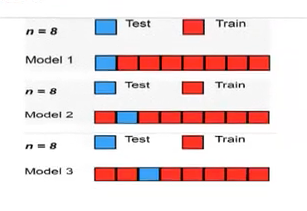 n = 8 Test Train
Model 1
n = 8 Test Train
Model 2
n = 8 Test Train
Model 3